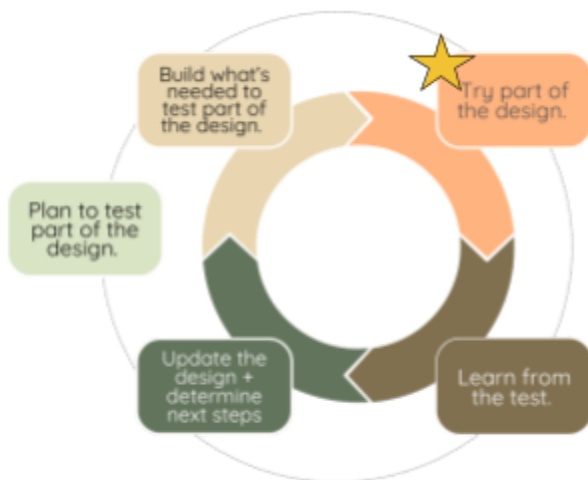 Build what's
needed to
test part of
the design.
Try part of
the design.
Plan to test
part of the
design.
Update the
design +
determine
next steps
Learn from
the test.